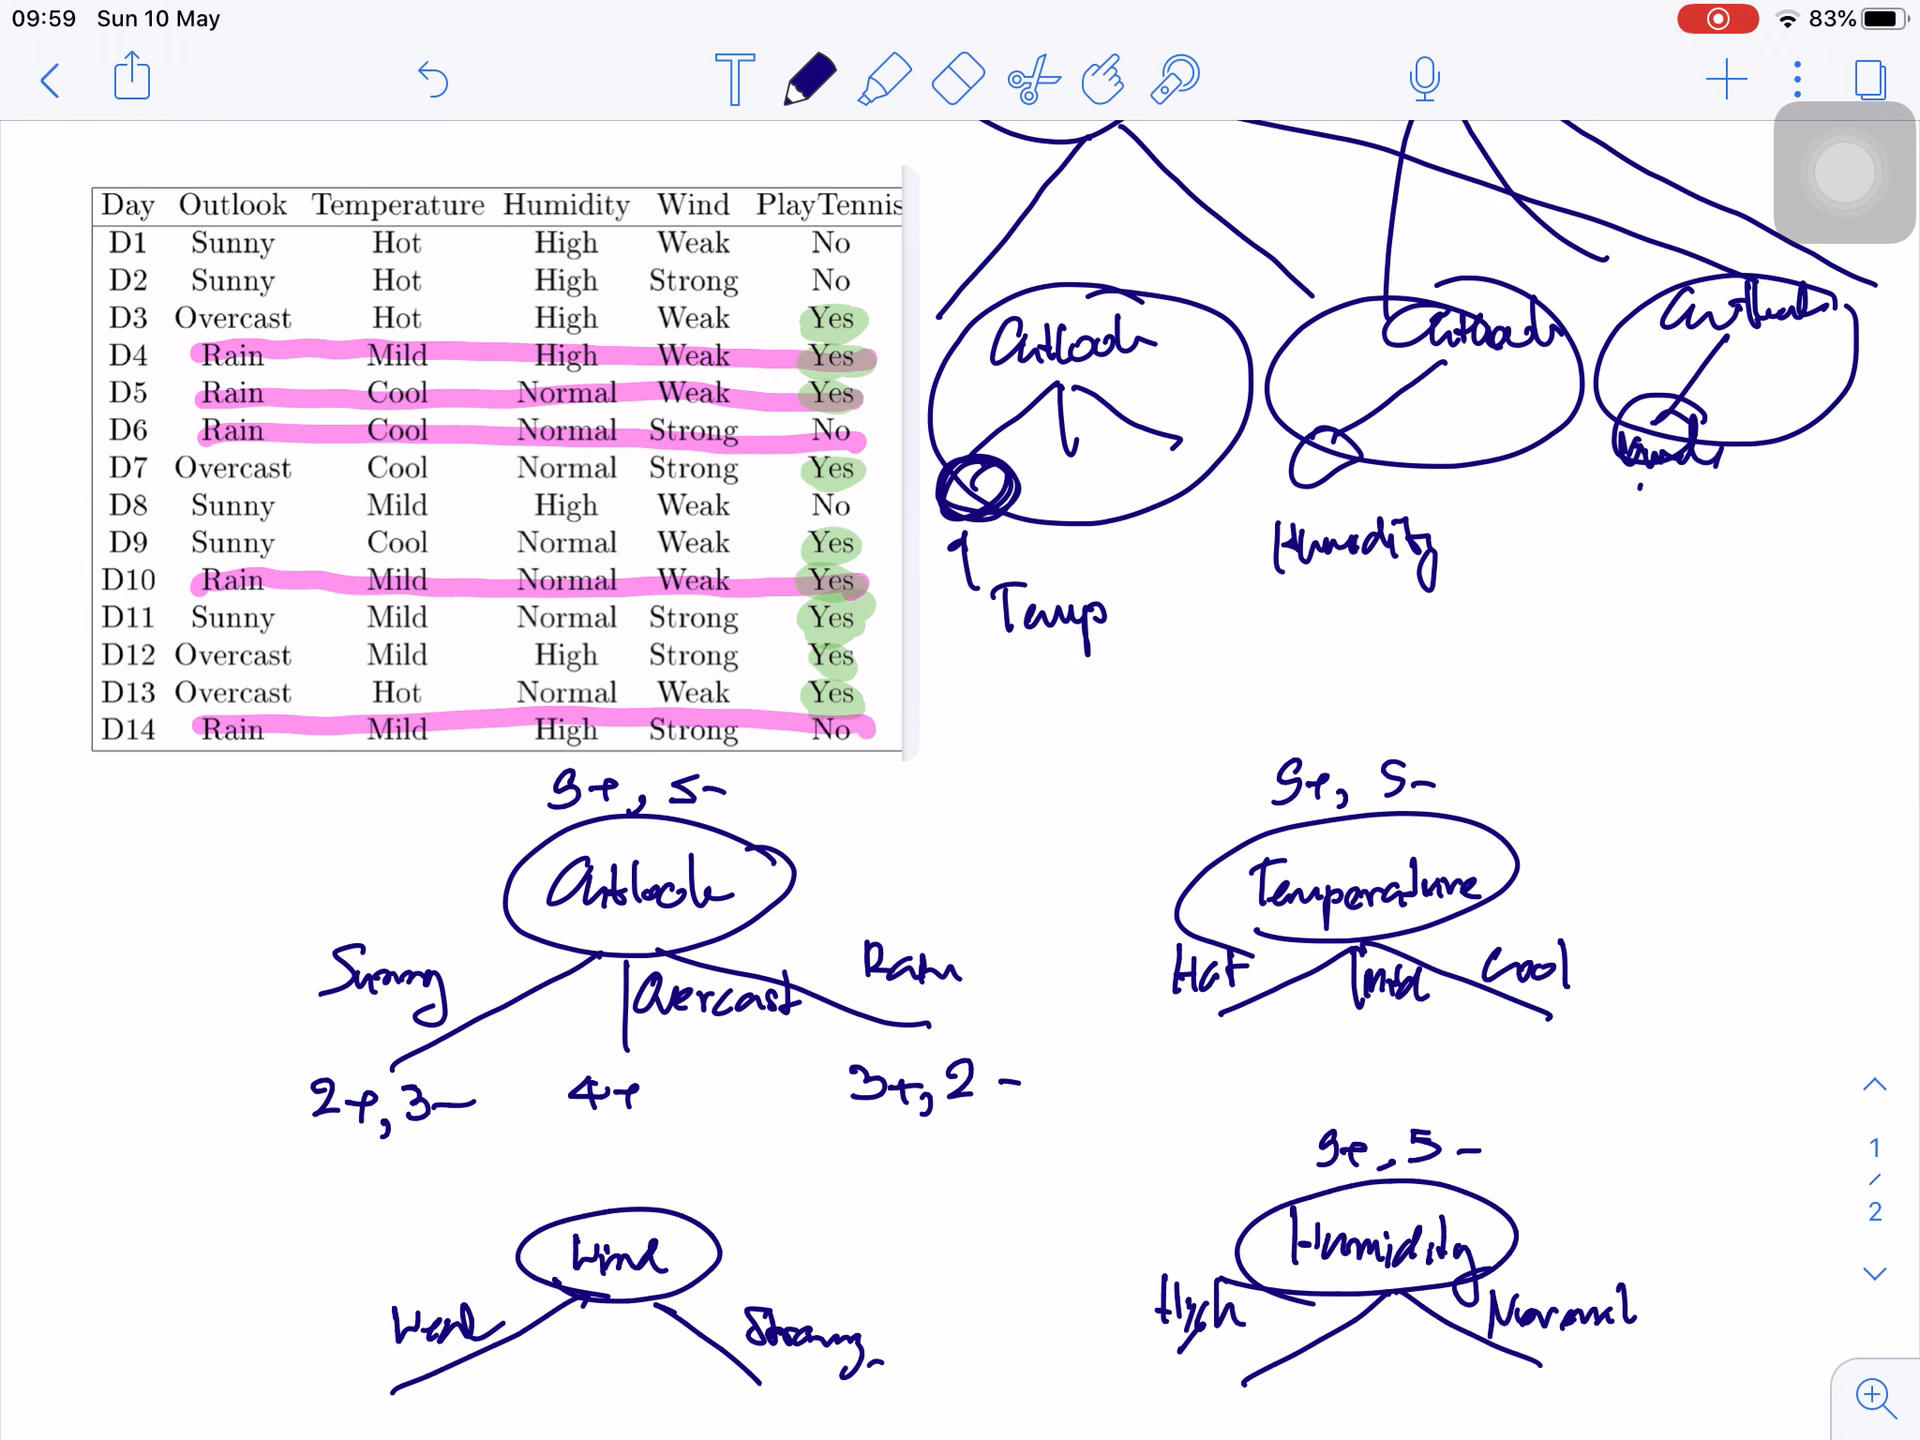 09:59 Sun 10 May 83%
Day Outlook Temperature Humidity Wind PlayTennis
D1 Sunny Hot High Weak No
D2 Sunny Hot High Strong No
D3 Overcast Hot High Weak Yes
D4 Rain Mild High Weak Yes
D5 Rain Cool Normal Weak Yes
D6 Rain Cool Normal Strong No
D7 Overcast Cool Normal Strong Yes
D8 Sunny Mild High Weak No
D9 Sunny Cool Normal Weak Yes
D10 Rain Mild Normal Weak Yes
D11 Sunny Mild Normal Strong Yes
D12 Overcast Mild High Strong Yes
D13 Overcast Hot Normal Weak Yes
D14 Rain Mild High Strong No
Outlook Outlook Outlook
Humidity
Temp
9+, 5-
Outlook
Sunny Overcast Rain
2+, 3- 4+ 3+, 2-
9+, 5-
Temperature
Hot Mild Cool
Wind
Weak Strong
9+, 5-
Humidity
High Normal
1
/
2